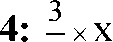 4: 3/- × X